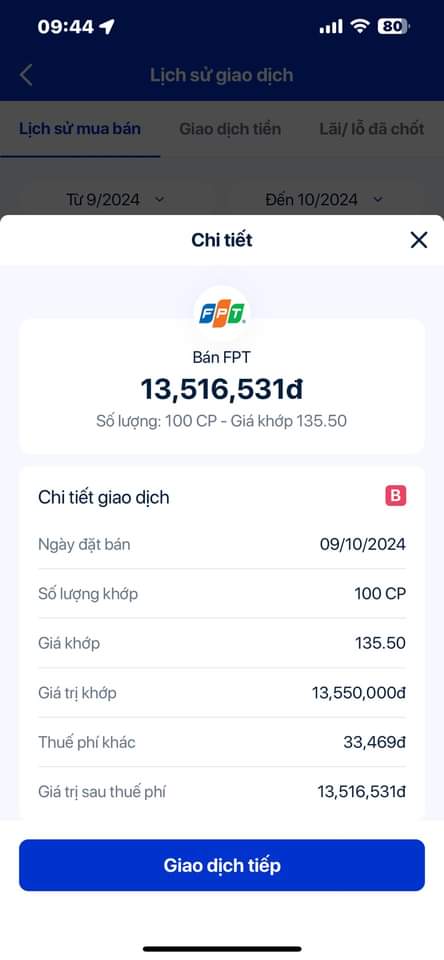 09:44
80
Lịch sử giao dịch
Lịch sử mua bán
Giao dịch tiền
Lãi/ lỗ đã chốt
Từ 9/2024
Đến 10/2024
Chi tiết
FPT
Bán FPT
13,516,531đ
Số lượng: 100 CP - Giá khớp 135.50
Chi tiết giao dịch
B
Ngày đặt bán
09/10/2024
Số lượng khớp
100 CP
Giá khớp
135.50
Giá trị khớp
13,550,000đ
Thuế phí khác
33,469đ
Giá trị sau thuế phí
13,516,531đ
Giao dịch tiếp